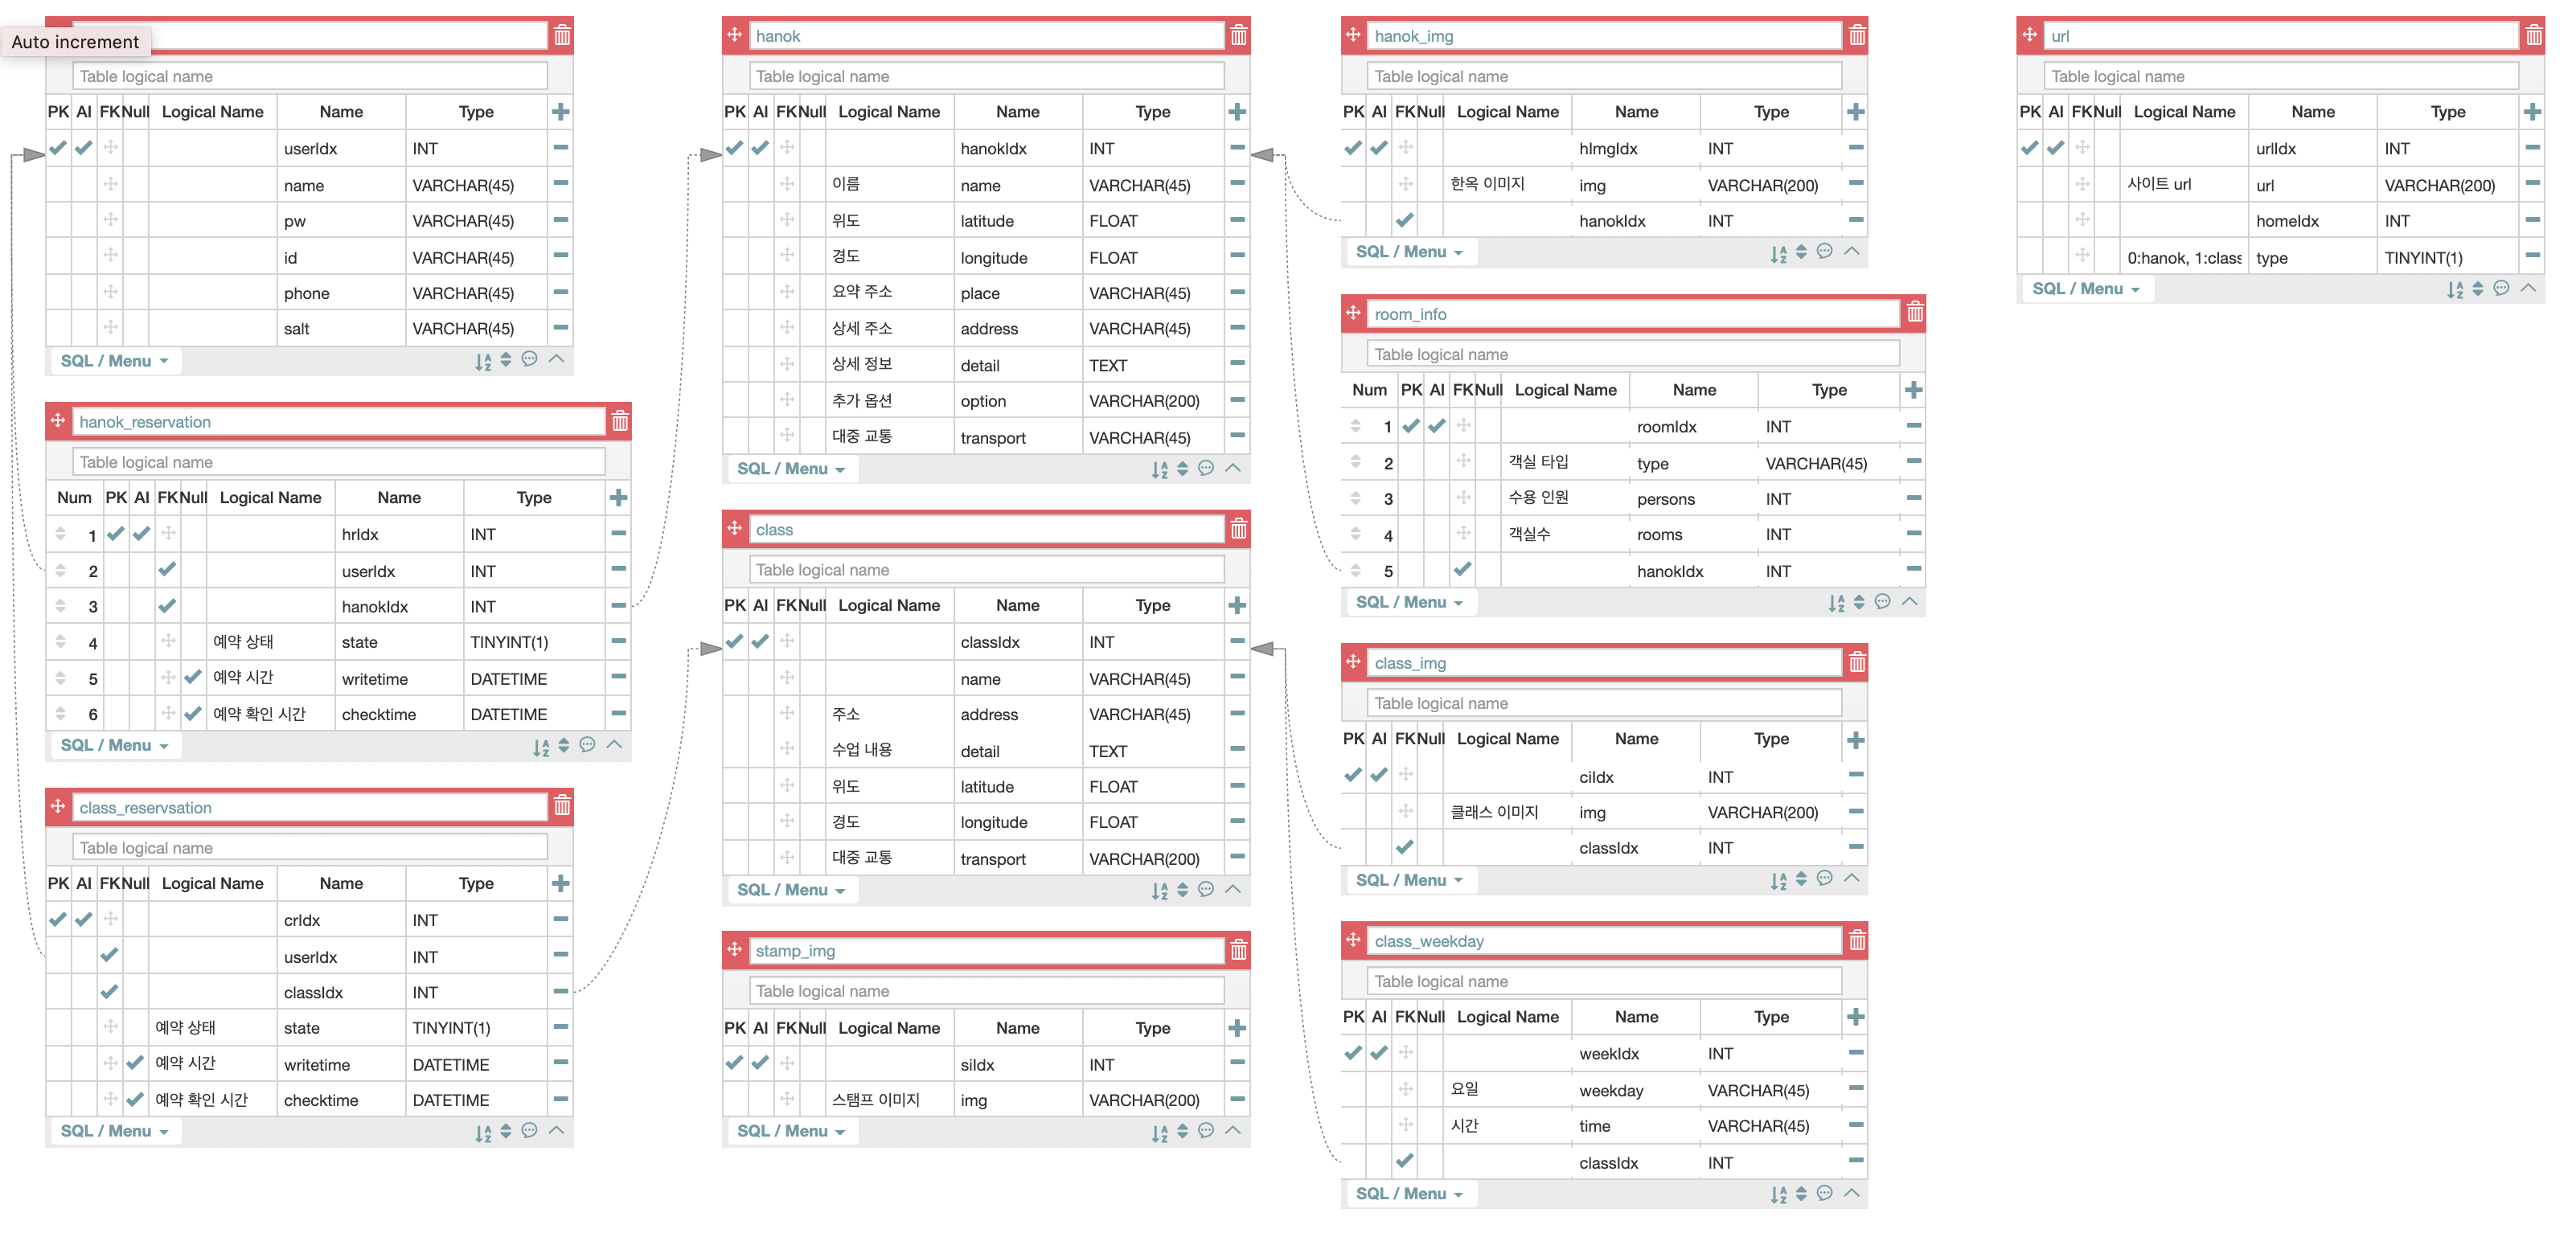 Auto increment
Table logical name
PK AI FK Null Logical Name Name Type
userIdx INT
name VARCHAR(45)
pw VARCHAR(45)
id VARCHAR(45)
phone VARCHAR(45)
salt VARCHAR(45)
SQL / Menu
hanok_reservation
Table logical name
Num PK AI FK Null Logical Name Name Type
1 hrIdx INT
2 userIdx INT
3 hanokIdx INT
4 예약 상태 state TINYINT(1)
5 예약 시간 writetime DATETIME
6 예약 확인 시간 checktime DATETIME
SQL / Menu
class_reservsation
Table logical name
PK AI FK Null Logical Name Name Type
crIdx INT
userIdx INT
classIdx INT
예약 상태 state TINYINT(1)
예약 시간 writetime DATETIME
예약 확인 시간 checktime DATETIME
SQL / Menu
hanok
Table logical name
PK AI FK Null Logical Name Name Type
hanokIdx INT
이름 name VARCHAR(45)
위도 latitude FLOAT
경도 longitude FLOAT
요약 주소 place VARCHAR(45)
상세 주소 address VARCHAR(45)
상세 정보 detail TEXT
추가 옵션 option VARCHAR(200)
대중 교통 transport VARCHAR(45)
SQL / Menu
class
Table logical name
PK AI FK Null Logical Name Name Type
classIdx INT
name VARCHAR(45)
주소 address VARCHAR(45)
수업 내용 detail TEXT
위도 latitude FLOAT
경도 longitude FLOAT
대중 교통 transport VARCHAR(200)
SQL / Menu
stamp_img
Table logical name
PK AI FK Null Logical Name Name Type
siIdx INT
스탬프 이미지 img VARCHAR(200)
SQL / Menu
hanok_img
Table logical name
PK AI FK Null Logical Name Name Type
hImgIdx INT
한옥 이미지 img VARCHAR(200)
hanokIdx INT
SQL / Menu
room_info
Table logical name
Num PK AI FK Null Logical Name Name Type
1 roomIdx INT
2 객실 타입 type VARCHAR(45)
3 수용 인원 persons INT
4 객실수 rooms INT
5 hanokIdx INT
SQL / Menu
class_img
Table logical name
PK AI FK Null Logical Name Name Type
ciIdx INT
클래스 이미지 img VARCHAR(200)
classIdx INT
SQL / Menu
class_weekday
Table logical name
PK AI FK Null Logical Name Name Type
weekIdx INT
요일 weekday VARCHAR(45)
시간 time VARCHAR(45)
classIdx INT
SQL / Menu
url
Table logical name
PK AI FK Null Logical Name Name Type
urlIdx INT
사이트 url url VARCHAR(200)
homeIdx INT
0:hanok, 1:class type TINYINT(1)
SQL / Menu